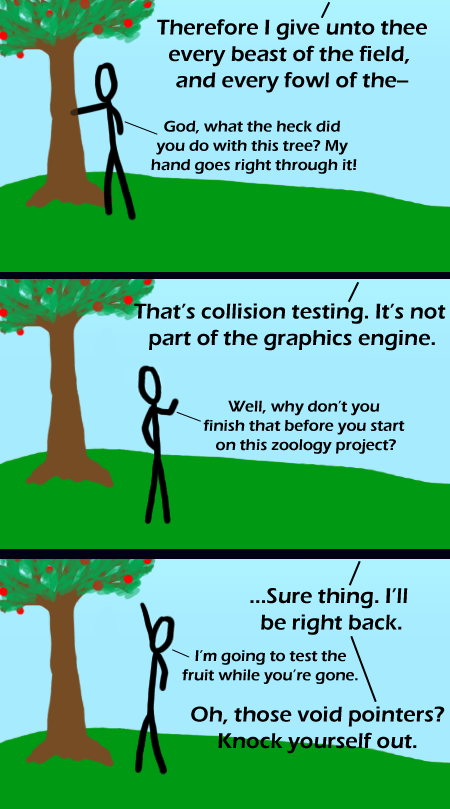 Therefore I give unto thee
every beast of the field,
and every fowl of the–
God, what the heck did
you do with this tree? My
hand goes right through it!
That's collision testing. It's not
part of the graphics engine.
Well, why don't you
finish that before you start
on this zoology project?
...Sure thing. I'll
be right back.
I'm going to test the
fruit while you're gone.
Oh, those void pointers?
Knock yourself out.